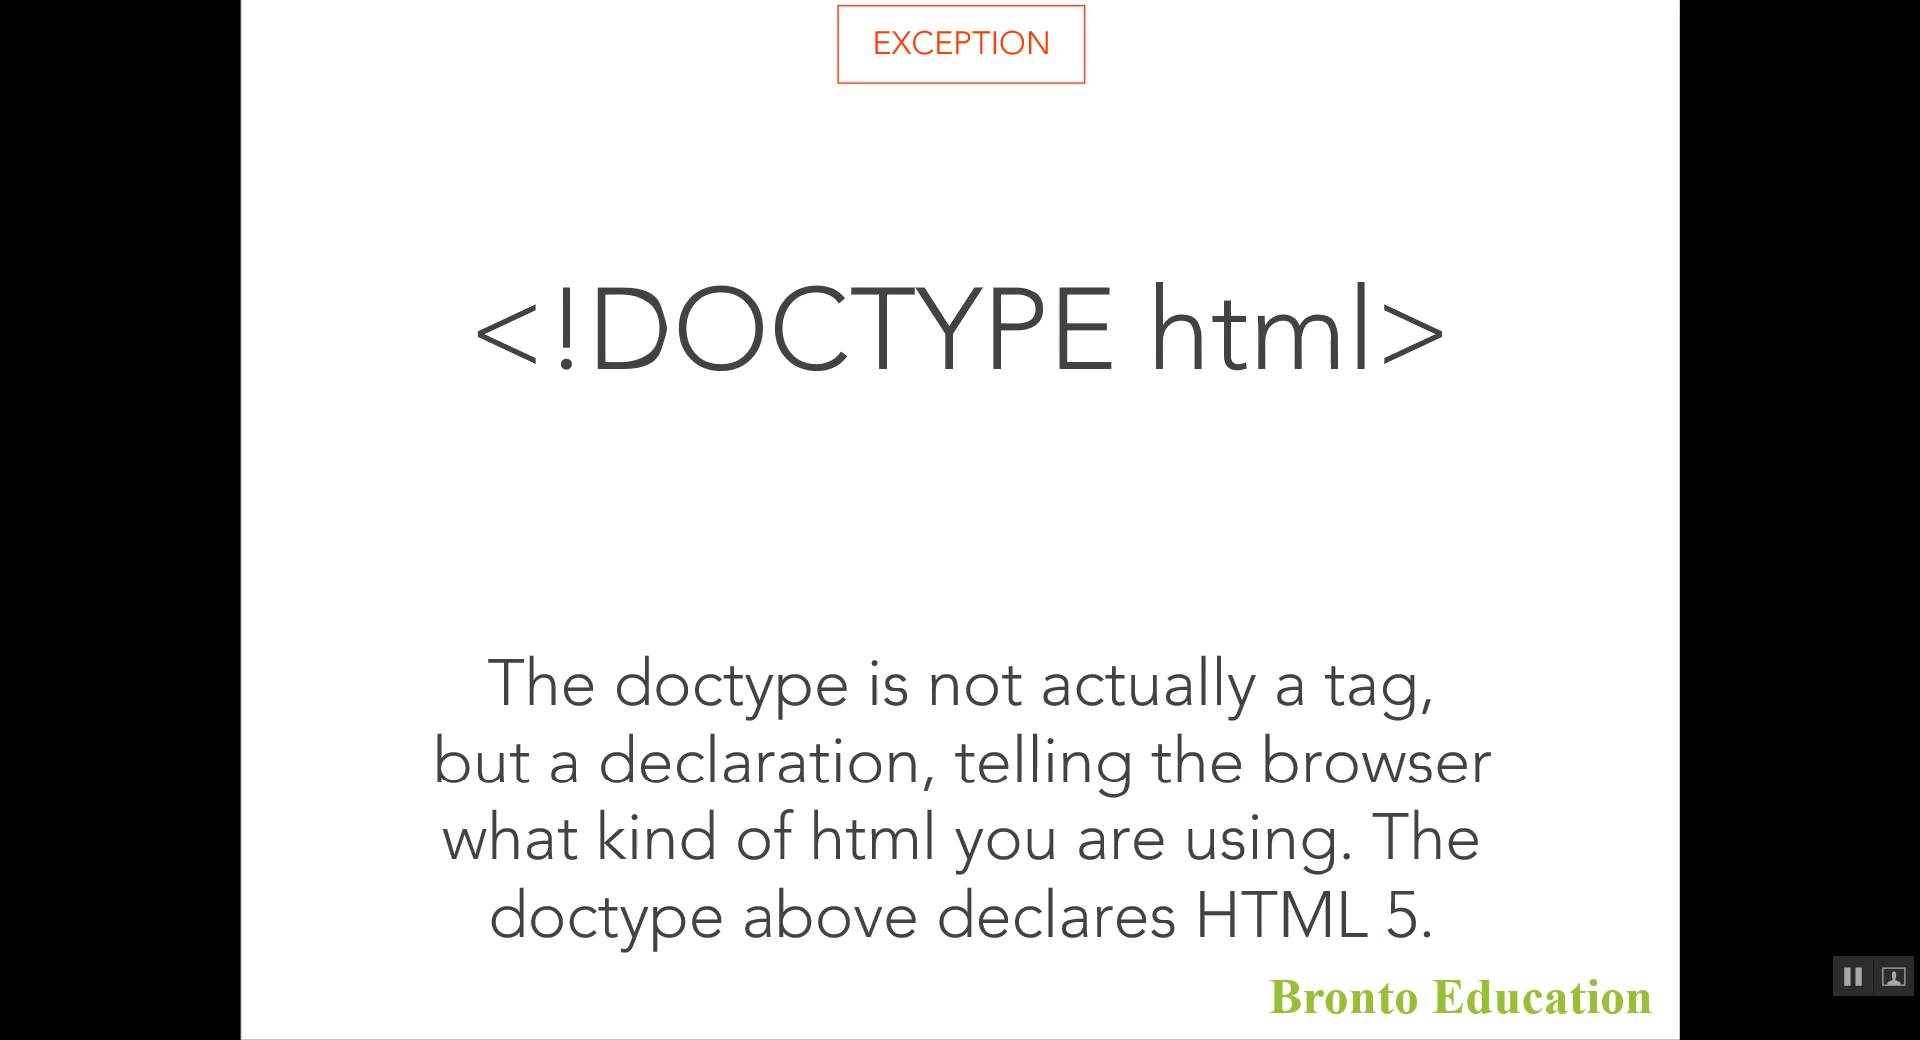 EXCEPTION
<!DOCTYPE html>
The doctype is not actually a tag,
but a declaration, telling the browser
what kind of html you are using. The
doctype above declares HTML 5.
Bronto Education